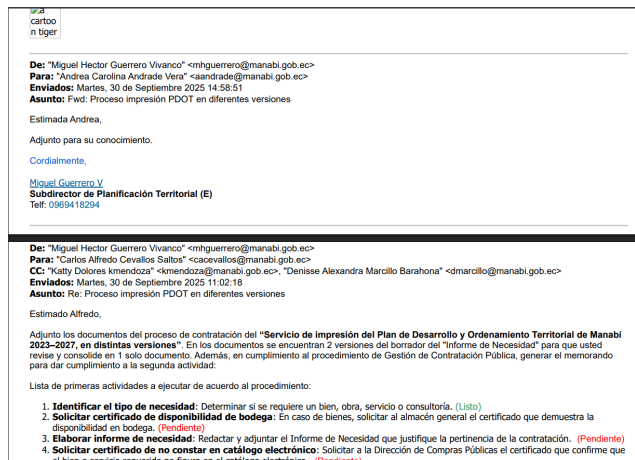 a
cartoo
n tiger
De: "Miguel Hector Guerrero Vivanco" <mhguerrero@manabi.gob.ec>
Para: "Andrea Carolina Andrade Vera" <aandrade@manabi.gob.ec>
Enviados: Martes, 30 de Septiembre 2025 14:58:51
Asunto: Fwd: Proceso impresión PDOT en diferentes versiones
Estimada Andrea,
Adjunto para su conocimiento.
Cordialmente,
Miguel Guerrero V
Subdirector de Planificación Territorial (E)
Telf: 0969418294
De: "Miguel Hector Guerrero Vivanco" <mhguerrero@manabi.gob.ec>
Para: "Carlos Alfredo Cevallos Saltos" <cacevallos@manabi.gob.ec>
CC: "Katty Dolores kmendoza" <kmendoza@manabi.gob.ec>, "Denisse Alexandra Marcillo Barahona" <dmarcillo@manabi.gob.ec>
Enviados: Martes, 30 de Septiembre 2025 11:02:18
Asunto: Re: Proceso impresión PDOT en diferentes versiones
Estimado Alfredo,
Adjunto los documentos del proceso de contratación del "Servicio de impresión del Plan de Desarrollo y Ordenamiento Territorial de Manabí
2023–2027, en distintas versiones". En los documentos se encuentran 2 versiones del borrador del "Informe de Necesidad" para que usted
revise y consolide en 1 solo documento. Además, en cumplimiento al procedimiento de Gestión de Contratación Pública, generar el memorando
para dar cumplimiento a la segunda actividad:
Lista de primeras actividades a ejecutar de acuerdo al procedimiento:
1. Identificar el tipo de necesidad: Determinar si se requiere un bien, obra, servicio o consultoría. (Listo)
2. Solicitar certificado de disponibilidad de bodega: En caso de bienes, solicitar al almacén general el certificado que demuestra la
disponibilidad en bodega. (Pendiente)
3. Elaborar informe de necesidad: Redactar y adjuntar el Informe de Necesidad que justifique la pertinencia de la contratación. (Pendiente)
4. Solicitar certificado de no constar en catálogo electrónico: Solicitar a la Dirección de Compras Públicas el certificado que confirme que
el bien o servicio requerido no figura en el catálogo electrónico. (Pendiente)